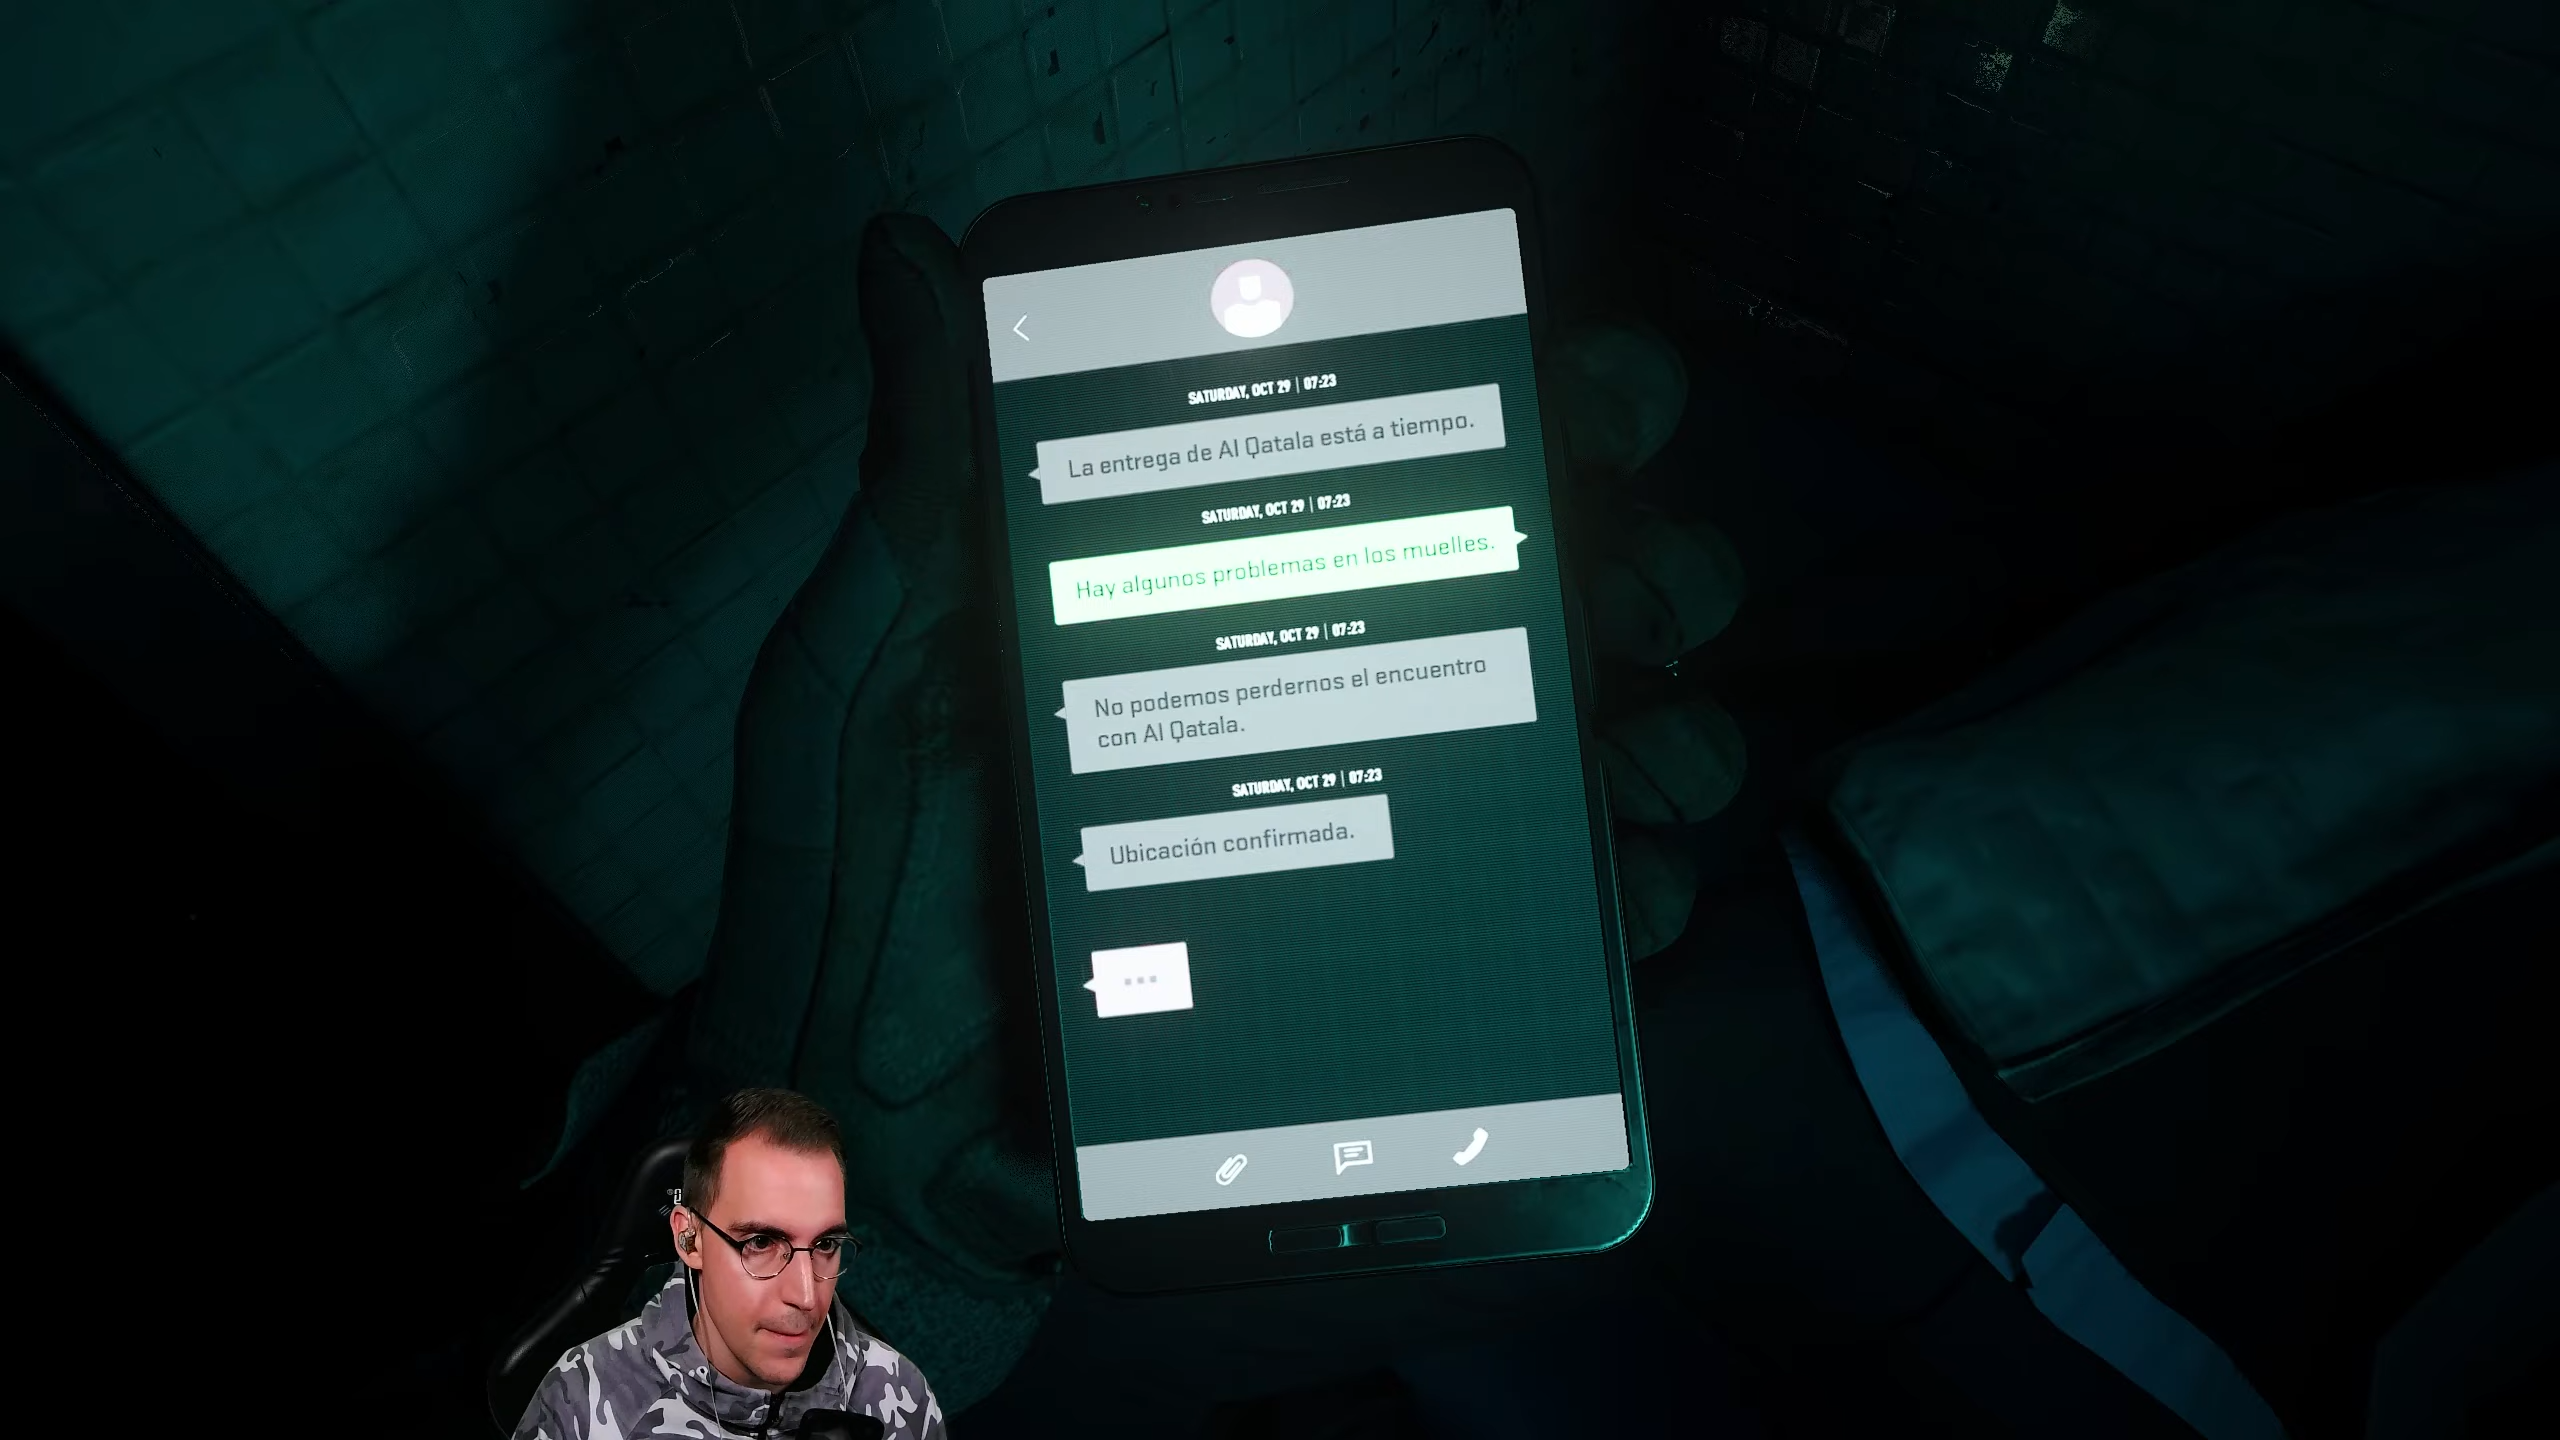 SATURDAY, OCT 29 | 07:23
La entrega de Al Qatala está a tiempo.
SATURDAY, OCT 29 | 07:23
Hay algunos problemas en los muelles.
SATURDAY, OCT 29 | 07:23
No podemos perdernos el encuentro
con Al Qatala.
SATURDAY, OCT 29 | 07:23
Ubicación confirmada.
...